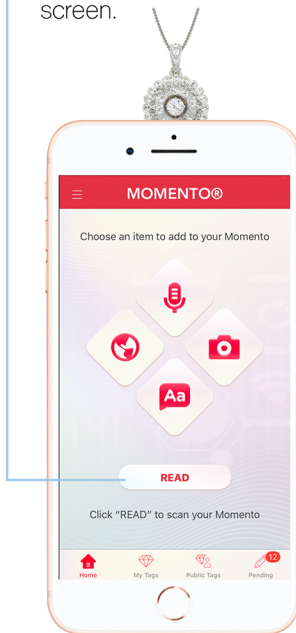 screen.
MOMENTO®
Choose an item to add to your Momento
Aa
READ
Click “READ” to scan your Momento
12
Home
My Tags
Public Tags
Pending